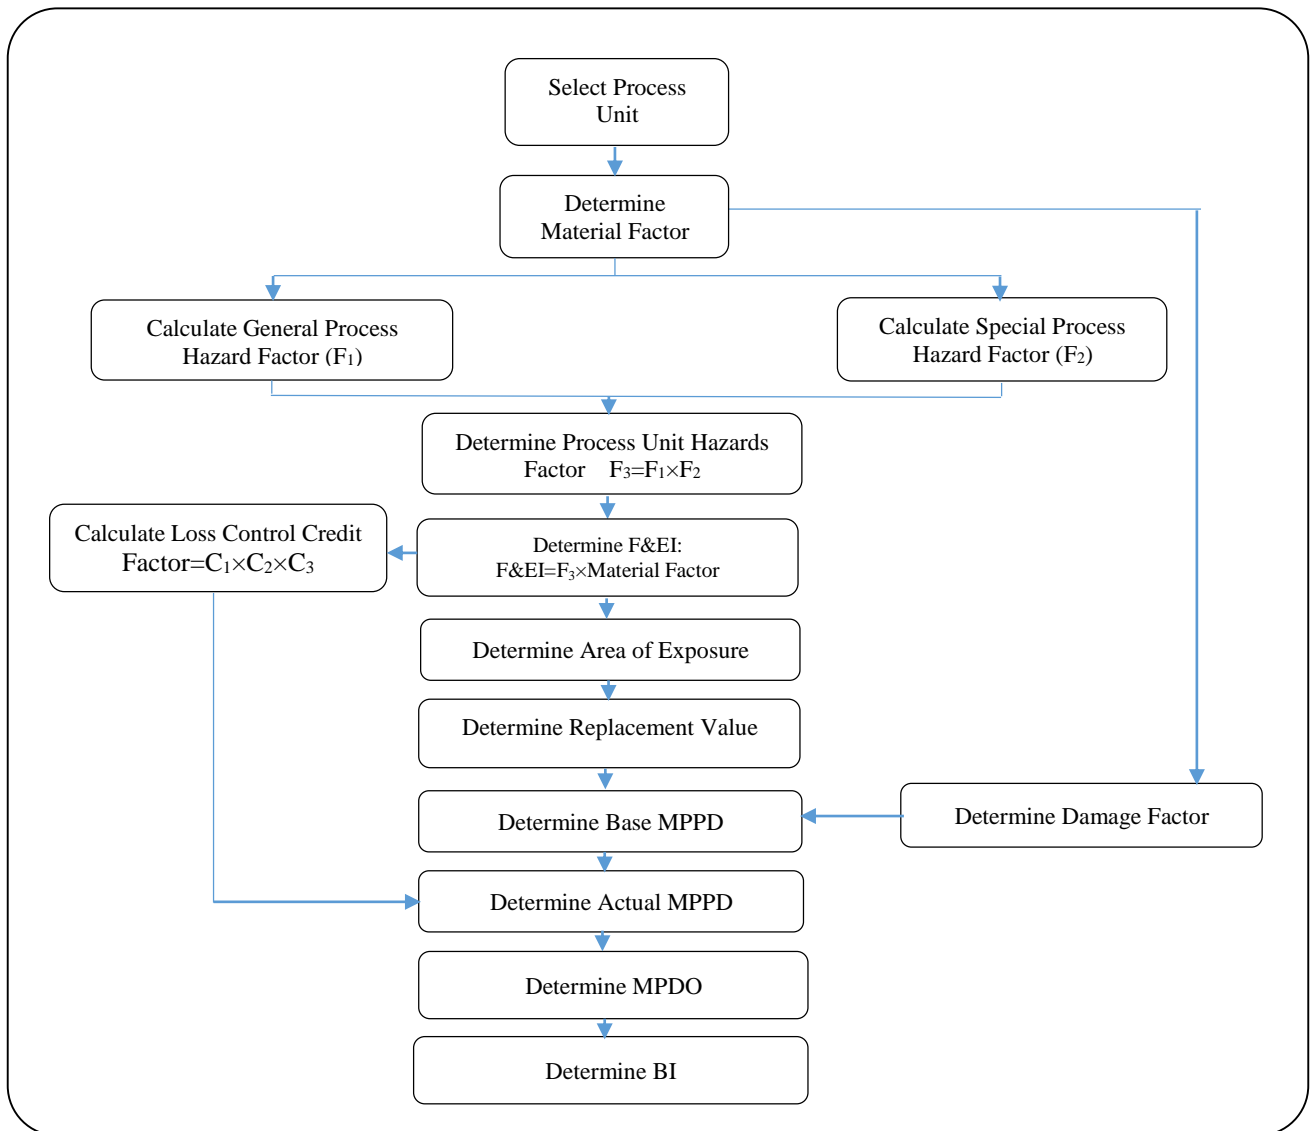 Select Process
Unit
Determine
Material Factor
Calculate General Process
Hazard Factor (F₁)
Calculate Special Process
Hazard Factor (F₂)
Determine Process Unit Hazards
Factor F₃=F₁×F₂
Calculate Loss Control Credit
Factor=C₁×C₂×C₃
Determine F&EI:
F&EI=F₃×Material Factor
Determine Area of Exposure
Determine Replacement Value
Determine Base MPPD
Determine Damage Factor
Determine Actual MPPD
Determine MPDO
Determine BI